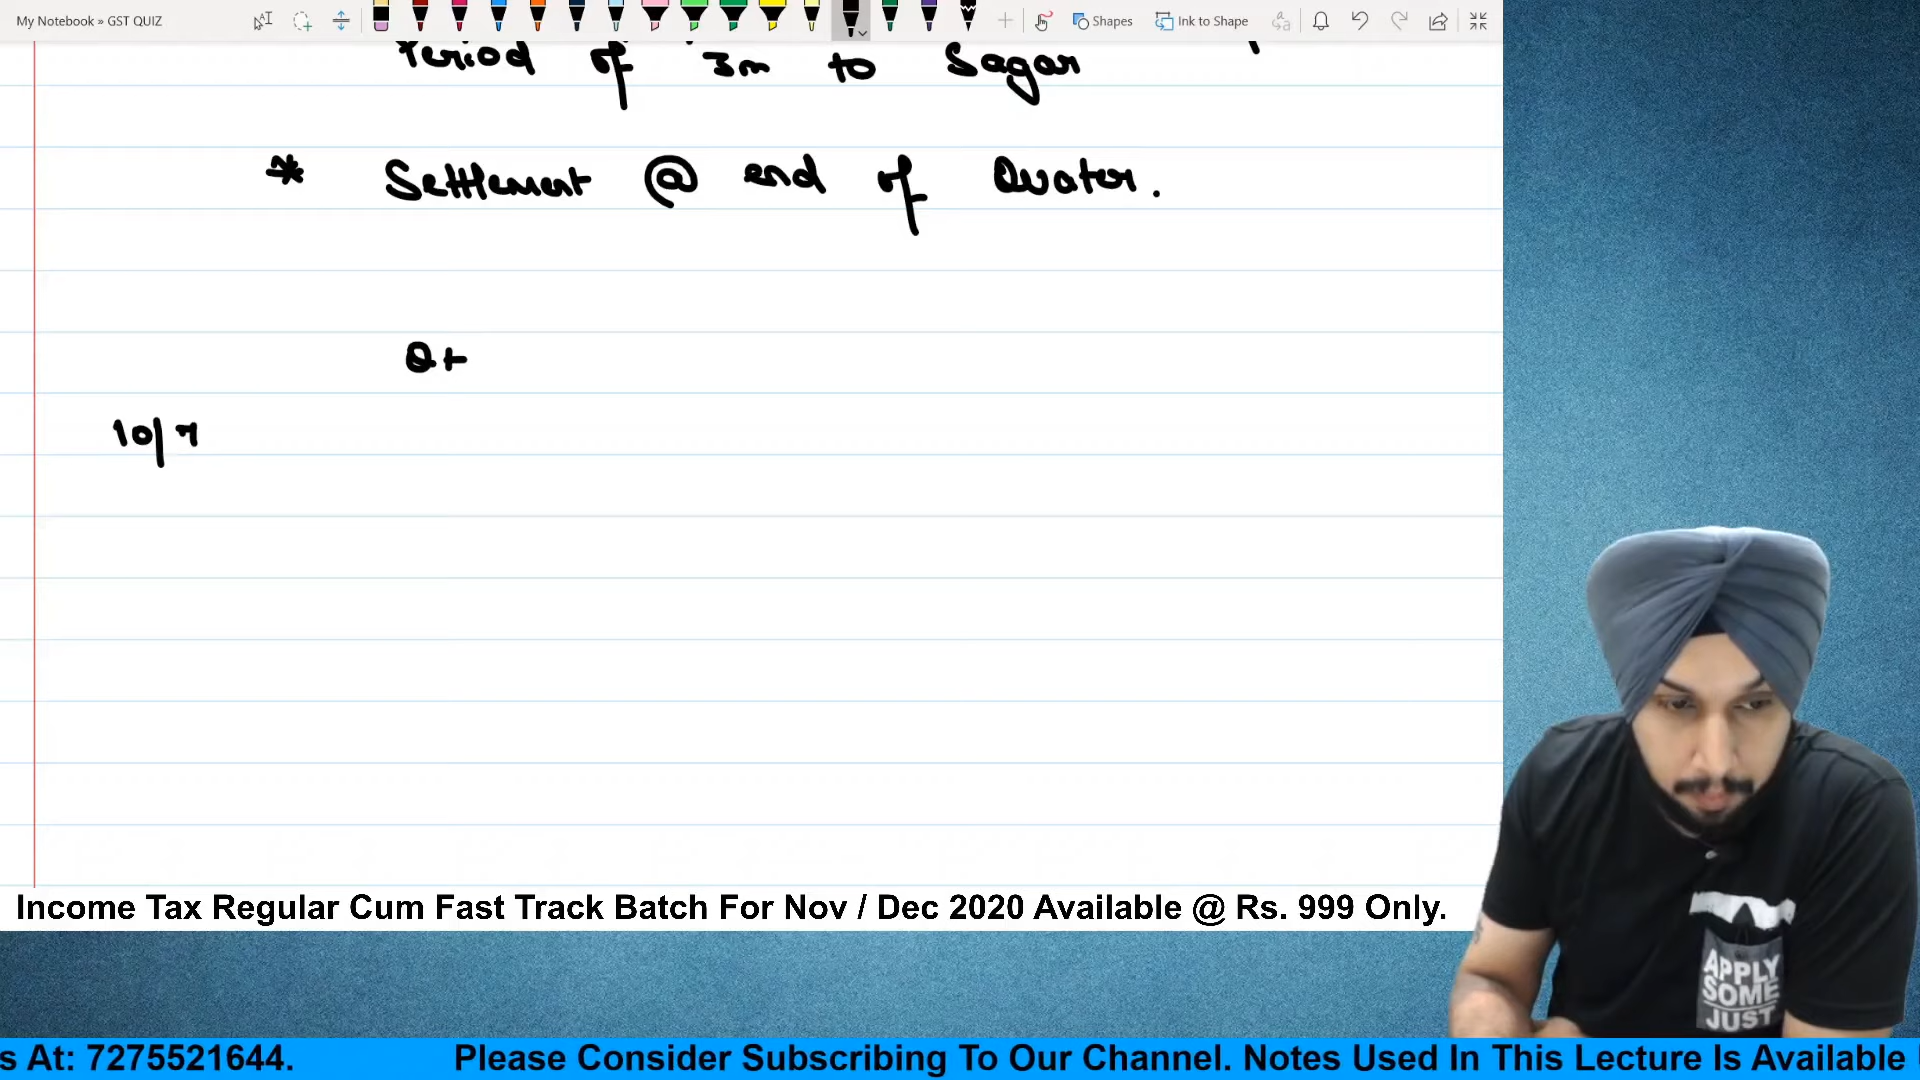 My Notebook » GST QUIZ
Shapes
Ink to Shape
Period of 3m to Sagar
* Settlement @ end of Quater.
10/7
Income Tax Regular Cum Fast Track Batch For Nov / Dec 2020 Available @ Rs. 999 Only.
APPLY
SOME
JUST
s At: 7275521644. Please Consider Subscribing To Our Channel. Notes Used In This Lecture Is Available